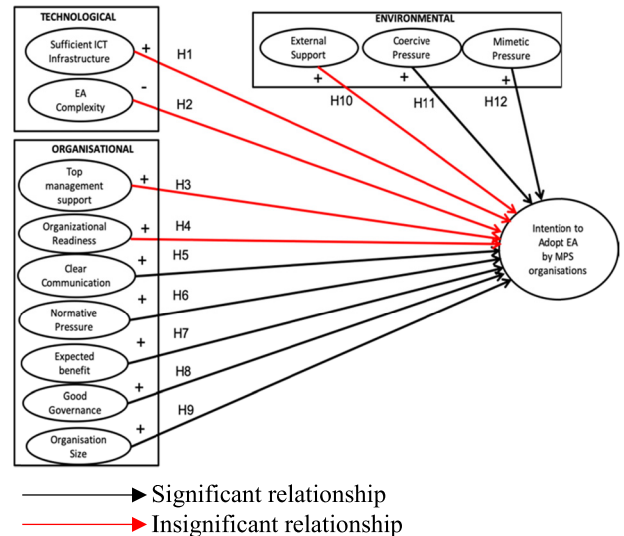 TECHNOLOGICAL
Sufficient ICT
Infrastructure
+
H1
EA
Complexity
-
H2
ENVIRONMENTAL
External
Support
+
H10
Coercive
Pressure
+
H11
Mimetic
Pressure
+
H12
ORGANISATIONAL
Top
management
support
+
H3
Organizational
Readiness
+
H4
Clear
Communication
+
H5
Normative
Pressure
+
H6
Expected
benefit
+
H7
Good
Governance
+
H8
Organisation
Size
+
H9
Intention to
Adopt EA
by MPS
organisations
Significant relationship
Insignificant relationship